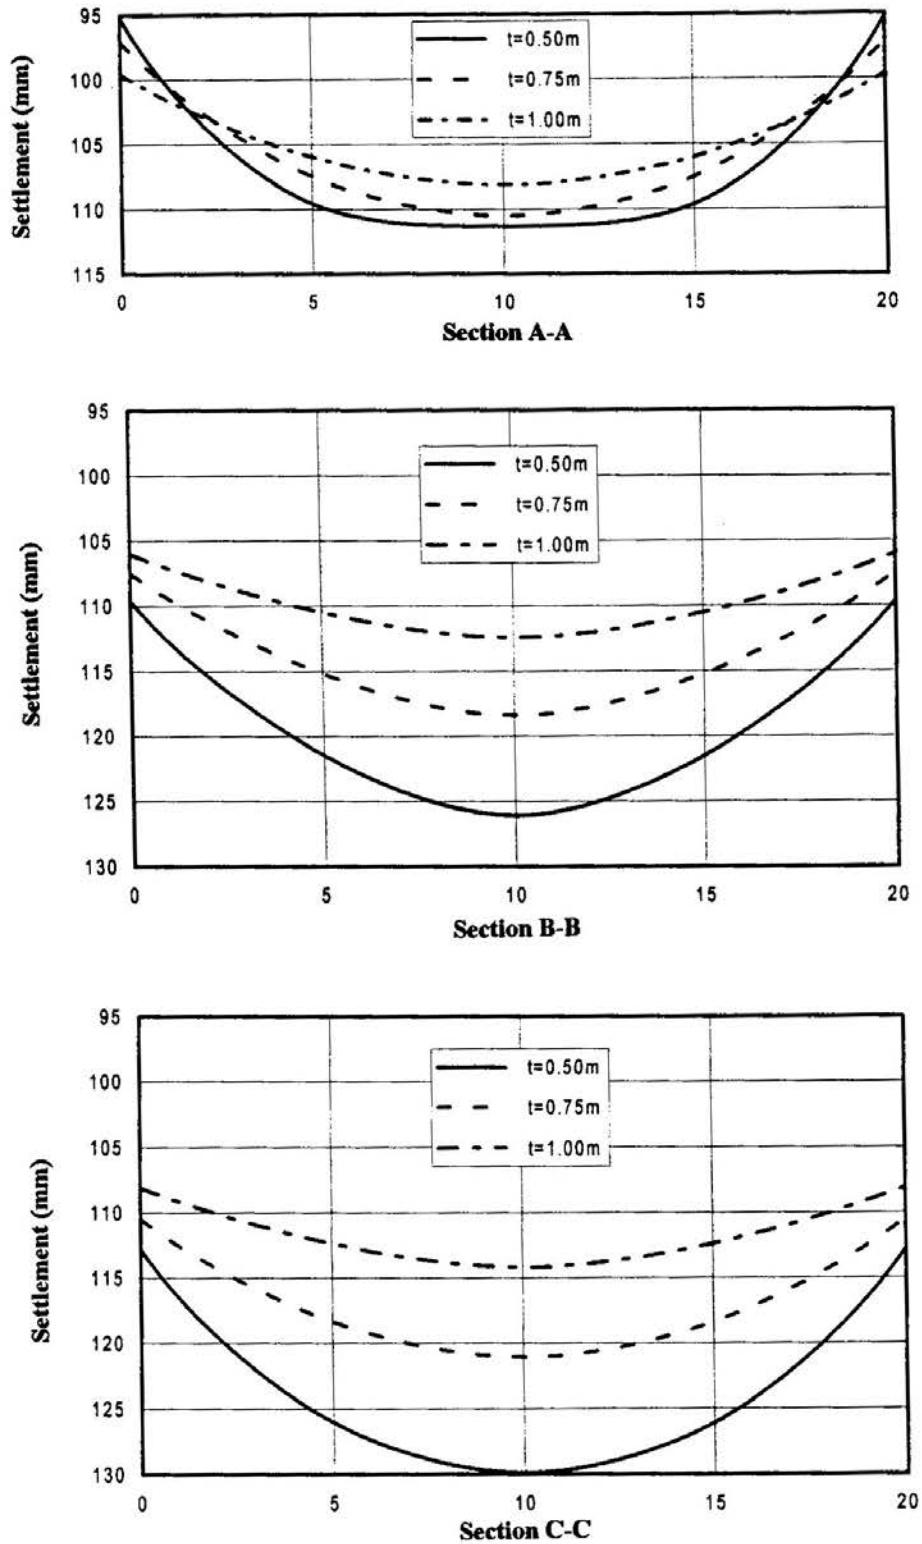 95
100
105
110
115
Settlement (mm)
t=0.50m
t=0.75m
t=1.00m
0 5 10 15 20
Section A-A
95
100
105
110
115
120
125
130
Settlement (mm)
t=0.50m
t=0.75m
t=1.00m
0 5 10 15 20
Section B-B
95
100
105
110
115
120
125
130
Settlement (mm)
t=0.50m
t=0.75m
t=1.00m
0 5 10 15 20
Section C-C